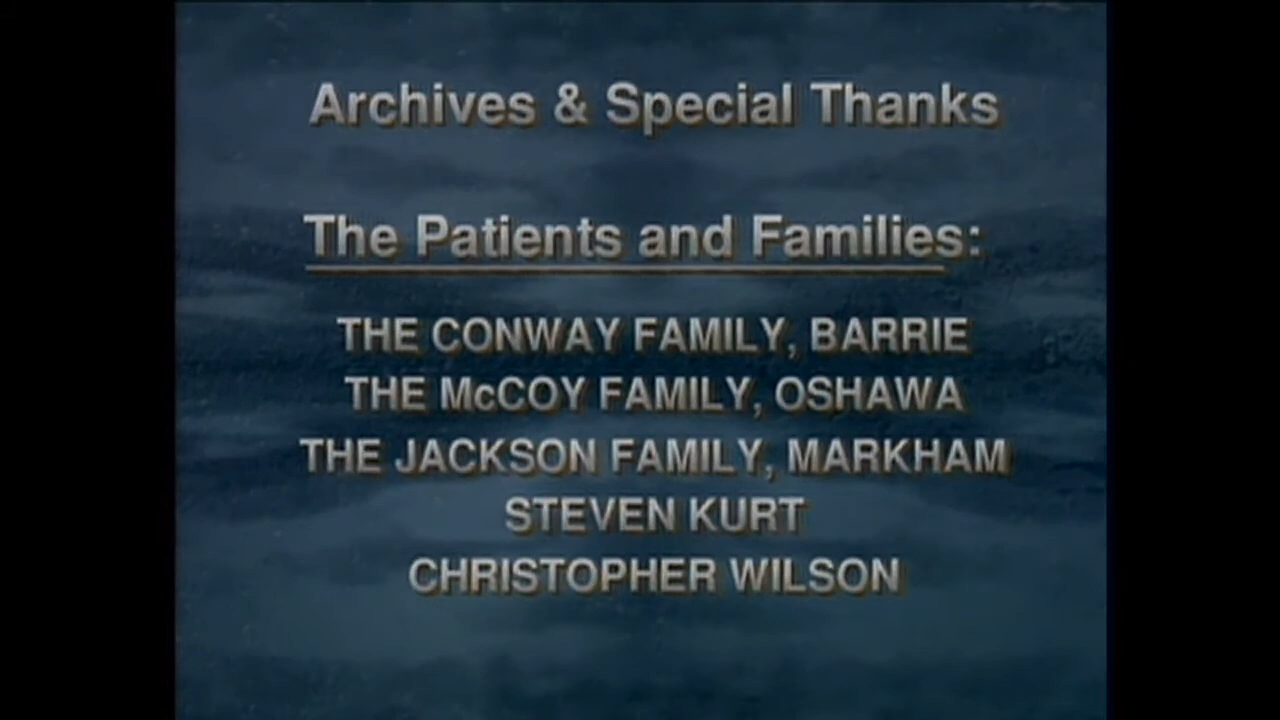 Archives & Special Thanks
The Patients and Families:
THE CONWAY FAMILY, BARRIE
THE McCOY FAMILY, OSHAWA
THE JACKSON FAMILY, MARKHAM
STEVEN KURT
CHRISTOPHER WILSON